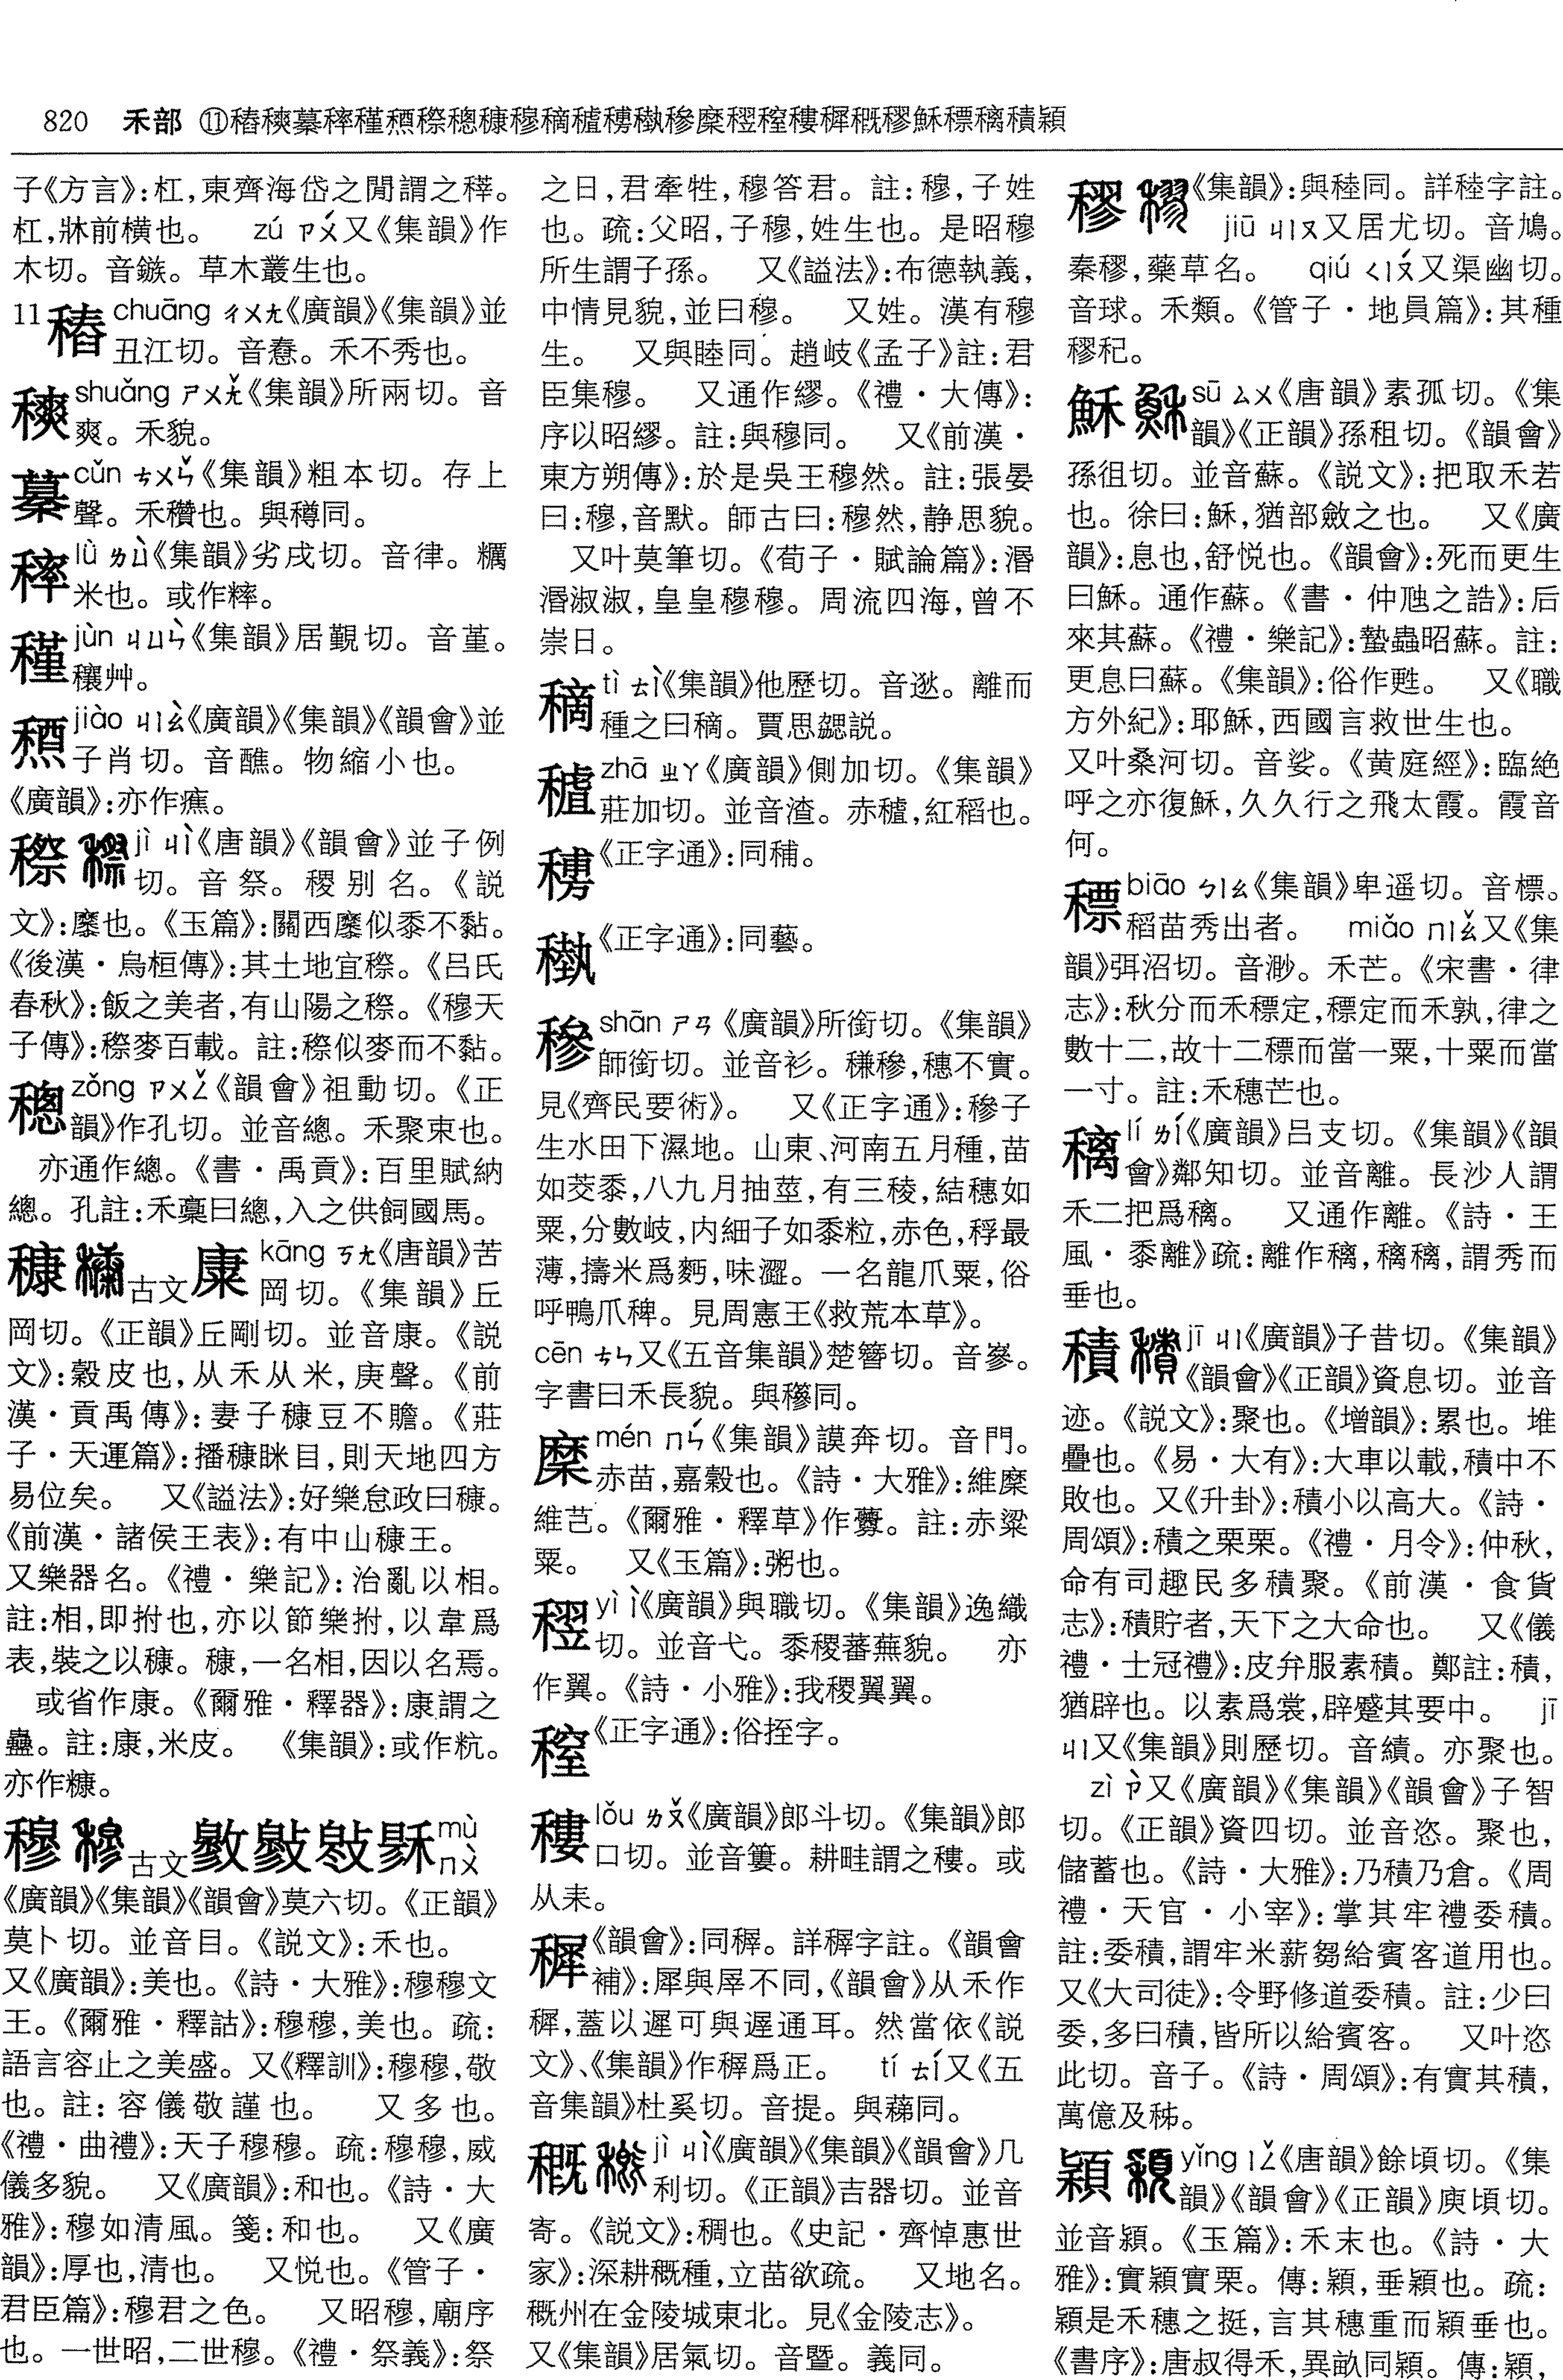 820 禾部 ⑪䅃䅮𥡬䅞𥡗𥡤穄䅡穅穆䅥𥡧𥡲𥡴穇穈𥡪𥡥䅹穉穊穋穌䅺䅻積穎
子《方言》:杠,東齊海岱之閒謂之𥡜。
杠,牀前横也。 zú ㄗㄨˊ又《集韻》作
木切。音鏃。草木叢生也。
11 chuāng ㄔㄨㄤ《廣韻》《集韻》並
丑江切。音惷。禾不秀也。
shuǎng ㄕㄨㄤˇ《集韻》所兩切。音
爽。禾貌。
cǔn ㄘㄨㄣˇ《集韻》粗本切。存上
聲。禾穳也。與䅚同。
lǜ ㄌㄩˋ《集韻》劣戌切。音律。糲
米也。或作䊞。
jùn ㄐㄩㄣˋ《集韻》居覲切。音堇。
穰艸。
jiào ㄐㄧㄠˋ《廣韻》《集韻》《韻會》並
子肖切。音醮。物縮小也。
《廣韻》:亦作癄。
穄 jì ㄐㄧˋ《唐韻》《韻會》並子例
切。音祭。稷别名。《説
文》:穈也。《玉篇》:關西穈似黍不黏。
《後漢・烏桓傳》:其土地宜穄。《吕氏
春秋》:飯之美者,有山陽之穄。《穆天
子傳》:穄麥百載。註:穄似麥而不黏。
zǒng ㄗㄨㄥˇ《韻會》祖動切。《正
韻》作孔切。並音總。禾聚束也。
亦通作總。《書・禹貢》:百里賦納
總。孔註:禾稾曰總,入之供飼國馬。
穅 古文 𥹺 kāng ㄎㄤ《唐韻》苦
岡切。《集韻》丘
岡切。《正韻》丘剛切。並音康。《説
文》:穀皮也,从禾从米,庚聲。《前
漢・貢禹傳》:妻子穅豆不贍。《莊
子・天運篇》:播穅眯目,則天地四方
易位矣。 又《謚法》:好樂怠政曰穅。
《前漢・諸侯王表》:有中山穅王。
又樂器名。《禮・樂記》:治亂以相。
註:相,即拊也,亦以節樂拊,以韋爲
表,裝之以穅。穅,一名相,因以名焉。
或省作康。《爾雅・釋器》:康謂之
蠱。註:康,米皮。 《集韻》:或作粇。
亦作糠。
穆 古文 mù
ㄇㄨˋ
《廣韻》《集韻》《韻會》莫六切。《正韻》
莫卜切。並音目。《説文》:禾也。
又《廣韻》:美也。《詩・大雅》:穆穆文
王。《爾雅・釋詁》:穆穆,美也。疏:
語言容止之美盛。又《釋訓》:穆穆,敬
也。註:容儀敬謹也。 又多也。
《禮・曲禮》:天子穆穆。疏:穆穆,威
儀多貌。 又《廣韻》:和也。《詩・大
雅》:穆如清風。箋:和也。 又《廣
韻》:厚也,清也。 又悦也。《管子・
君臣篇》:穆君之色。 又昭穆,廟序
也。一世昭,二世穆。《禮・祭義》:祭
之日,君牽牲,穆答君。註:穆,子姓
也。疏:父昭,子穆,姓生也。是昭穆
所生謂子孫。 又《謚法》:布德執義,
中情見貌,並曰穆。 又姓。漢有穆
生。 又與睦同。趙岐《孟子》註:君
臣集穆。 又通作繆。《禮・大傳》:
序以昭繆。註:與穆同。 又《前漢・
東方朔傳》:於是吳王穆然。註:張晏
曰:穆,音默。師古曰:穆然,静思貌。
又叶莫筆切。《荀子・賦論篇》:湣
湣淑淑,皇皇穆穆。周流四海,曾不
崇日。
䅥 tì ㄊㄧˋ《集韻》他歷切。音逖。離而
種之曰䅥。賈思勰説。
zhā ㄓㄚ《廣韻》側加切。《集韻》
莊加切。並音渣。赤䆛,紅稻也。
《正字通》:同䅭。
《正字通》:同藝。
穇 shān ㄕㄢ《廣韻》所銜切。《集韻》
師銜切。並音衫。稴穇,穗不實。
見《齊民要術》。 又《正字通》:穇子
生水田下濕地。山東、河南五月種,苗
如茭黍,八九月抽莖,有三稜,結穗如
粟,分數岐,内細子如黍粒,赤色,稃最
薄,擣米爲麪,味澀。一名龍爪粟,俗
呼鴨爪稗。見周憲王《救荒本草》。
cēn ㄘㄣ又《五音集韻》楚簪切。音嵾。
字書曰禾長貌。與䅾同。
穈 mén ㄇㄣˊ《集韻》謨奔切。音門。
赤苗,嘉穀也。《詩・大雅》:維穈
維芑。《爾雅・釋草》作虋。註:赤粱
粟。 又《玉篇》:粥也。
yì ㄧˋ《廣韻》與職切。《集韻》逸織
切。並音弋。黍稷蕃蕪貌。 亦
作翼。《詩・小雅》:我稷翼翼。
《正字通》:俗挃字。
䅹 lǒu ㄌㄡˇ《廣韻》郎斗切。《集韻》郎
口切。並音簍。耕畦謂之䅹。或
从耒。
穉 《韻會》:同稺。詳稺字註。《韻會
補》:犀與屖不同,《韻會》从禾作
穉,蓋以遲可與遟通耳。然當依《説
文》、《集韻》作稺爲正。 tí ㄊㄧˊ又《五
音集韻》杜奚切。音提。與䅠同。
穊 jì ㄐㄧˋ《廣韻》《集韻》《韻會》几
利切。《正韻》吉器切。並音
寄。《説文》:稠也。《史記・齊悼惠世
家》:深耕穊種,立苗欲疏。 又地名。
穊州在金陵城東北。見《金陵志》。
又《集韻》居氣切。音曁。義同。
穋 《集韻》:與稑同。詳稑字註。
jiū ㄐㄧㄡ又居尤切。音鳩。
秦穋,藥草名。 qiú ㄑㄧㄡˊ又渠幽切。
音球。禾類。《管子・地員篇》:其種
穋秬。
穌 sū ㄙㄨ《唐韻》素孤切。《集
韻》《正韻》孫租切。《韻會》
孫徂切。並音蘇。《説文》:把取禾若
也。徐曰:穌,猶部斂之也。 又《廣
韻》:息也,舒悦也。《韻會》:死而更生
曰穌。通作蘇。《書・仲虺之誥》:后
來其蘇。《禮・樂記》:蟄蟲昭蘇。註:
更息曰蘇。《集韻》:俗作甦。 又《職
方外紀》:耶穌,西國言救世生也。
又叶桑河切。音娑。《黄庭經》:臨絶
呼之亦復穌,久久行之飛太霞。霞音
何。
䅺 biāo ㄅㄧㄠ《集韻》卑遥切。音標。
稻苗秀出者。 miǎo ㄇㄧㄠˇ又《集
韻》弭沼切。音渺。禾芒。《宋書・律
志》:秋分而禾䅺定,䅺定而禾孰,律之
數十二,故十二䅺而當一粟,十粟而當
一寸。註:禾穗芒也。
䅻 lí ㄌㄧˊ《廣韻》吕支切。《集韻》《韻
會》鄰知切。並音離。長沙人謂
禾二把爲䅻。 又通作離。《詩・王
風・黍離》疏:離作䅻,䅻䅻,謂秀而
垂也。
積 jī ㄐㄧ《廣韻》子昔切。《集韻》
《韻會》《正韻》資息切。並音
迹。《説文》:聚也。《增韻》:累也。堆
疊也。《易・大有》:大車以載,積中不
敗也。又《升卦》:積小以高大。《詩・
周頌》:積之栗栗。《禮・月令》:仲秋,
命有司趣民多積聚。《前漢・食貨
志》:積貯者,天下之大命也。 又《儀
禮・士冠禮》:皮弁服素積。鄭註:積,
猶辟也。以素爲裳,辟蹙其要中。 jī
ㄐㄧ又《集韻》則歷切。音績。亦聚也。
zì ㄗˋ又《廣韻》《集韻》《韻會》子智
切。《正韻》資四切。並音恣。聚也,
儲蓄也。《詩・大雅》:乃積乃倉。《周
禮・天官・小宰》:掌其牢禮委積。
註:委積,謂牢米薪芻給賓客道用也。
又《大司徒》:令野修道委積。註:少曰
委,多曰積,皆所以給賓客。 又叶恣
此切。音子。《詩・周頌》:有實其積,
萬億及秭。
穎 yǐng ㄧㄥˇ《唐韻》餘頃切。《集
韻》《韻會》《正韻》庾頃切。
並音潁。《玉篇》:禾末也。《詩・大
雅》:實穎實栗。傳:穎,垂穎也。疏:
穎是禾穗之挺,言其穗重而穎垂也。
《書序》:唐叔得禾,異畝同穎。傳:穎,